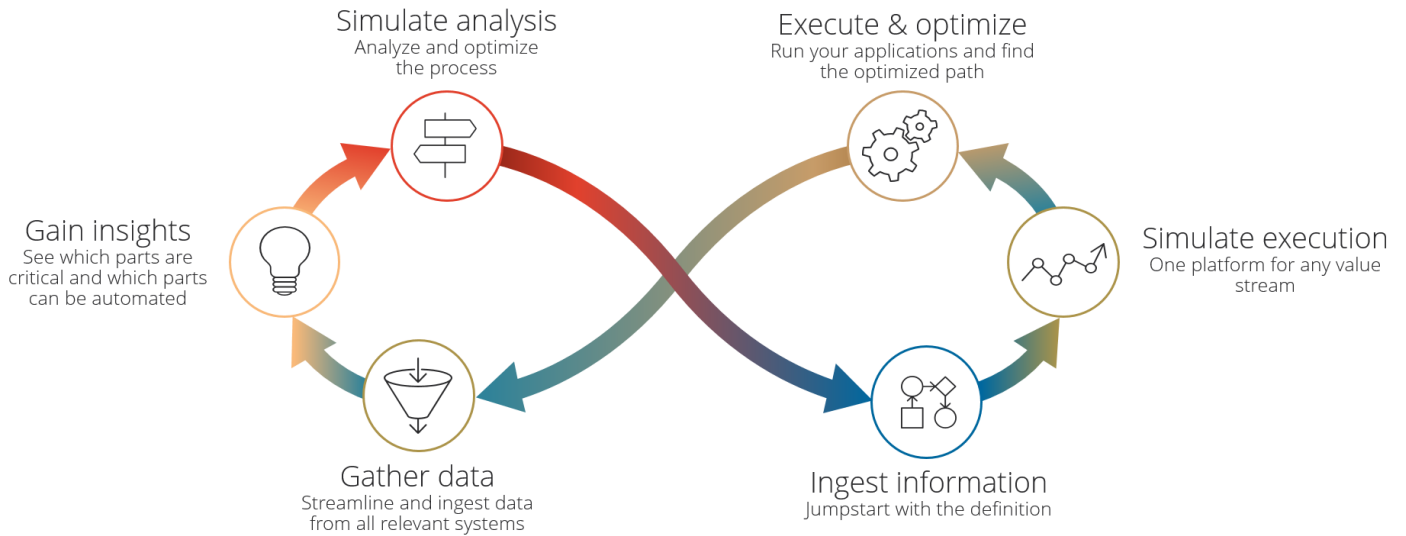 Simulate analysis
Analyze and optimize
the process
Execute & optimize
Run your applications and find
the optimized path
Gain insights
See which parts are
critical and which parts
can be automated
Simulate execution
One platform for any value
stream
Gather data
Streamline and ingest data
from all relevant systems
Ingest information
Jumpstart with the definition